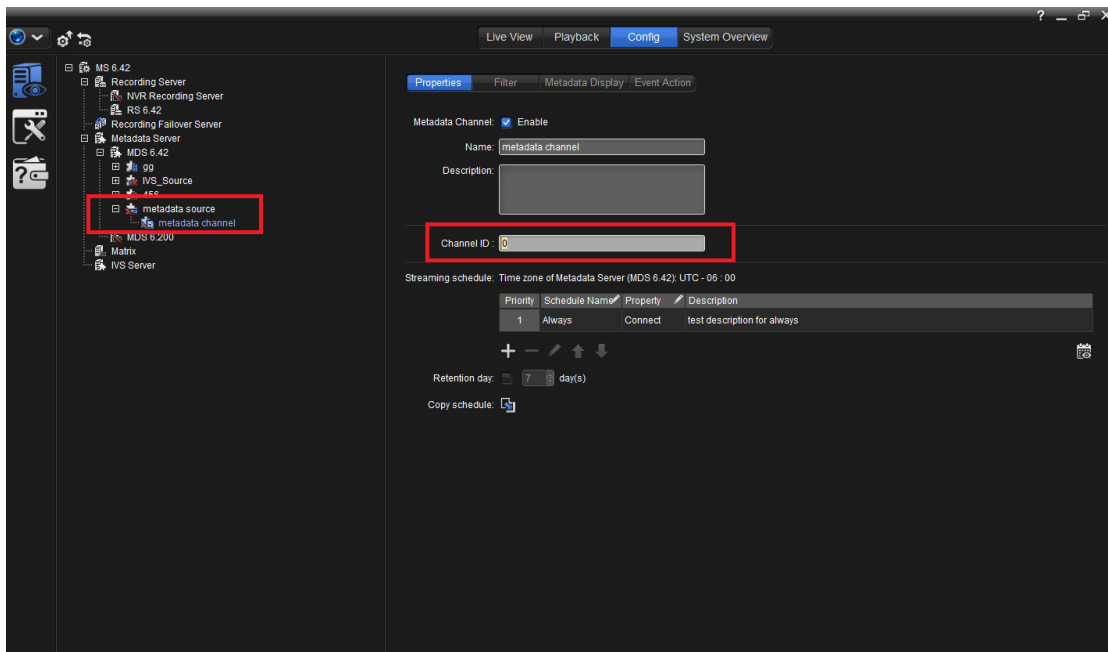 Live View Playback Config System Overview
MS 6.42
Recording Server
NVR Recording Server
RS 6.42
Recording Failover Server
Metadata Server
MDS 6.42
gg
IVS_Source
456
metadata source
metadata channel
MDS 6.200
Matrix
IVS Server
Properties Filter Metadata Display Event Action
Metadata Channel: Enable
Name: metadata channel
Description:
Channel ID : 0
Streaming schedule: Time zone of Metadata Server (MDS 6.42): UTC - 06 : 00
Priority Schedule Name Property Description
1 Always Connect test description for always
Retention day: 7 day(s)
Copy schedule: